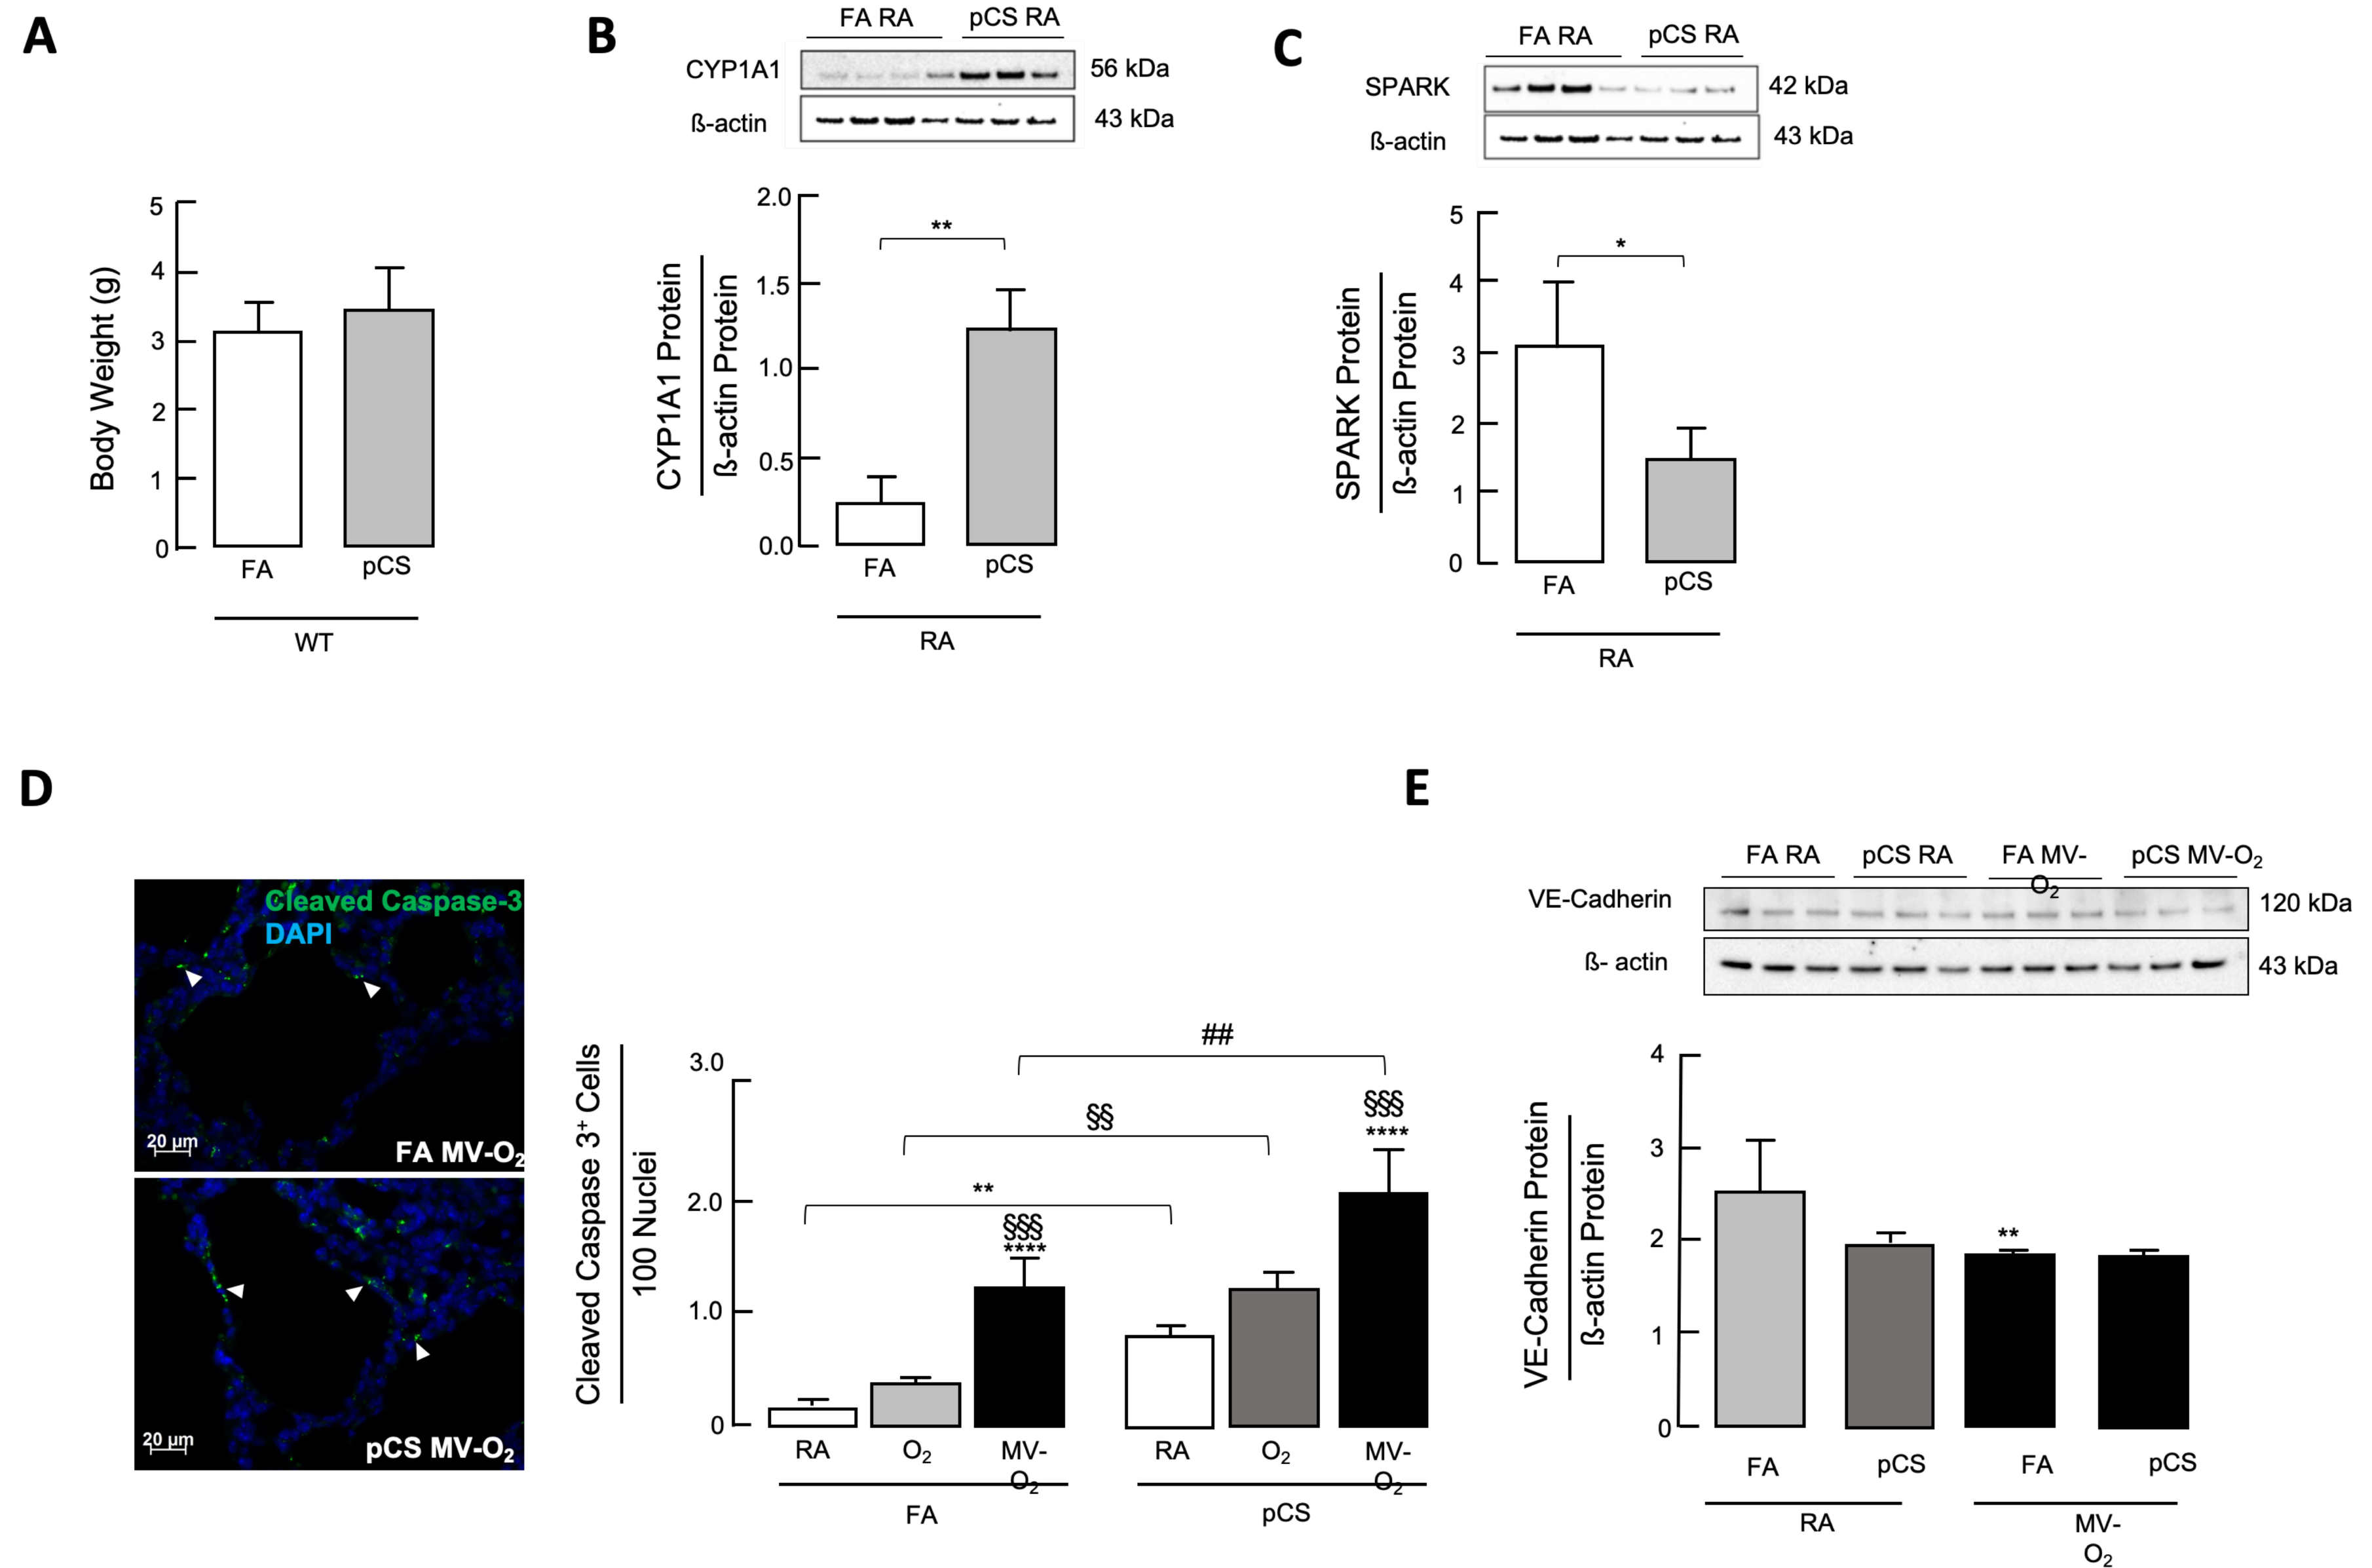 A
5
4
3
2
1
0
Body Weight (g)
FA
pCS
WT
B
FA RA
pCS RA
CYP1A1
56 kDa
ß-actin
43 kDa
2.0
1.5
1.0
0.5
0.0
**
CYP1A1 Protein
ß-actin Protein
FA
pCS
RA
C
FA RA
pCS RA
SPARK
42 kDa
ß-actin
43 kDa
5
4
3
2
1
0
*
SPARK Protein
ß-actin Protein
FA
pCS
RA
D
Cleaved Caspase-3
DAPI
20 µm
FA MV-O₂
20 µm
pCS MV-O₂
Cleaved Caspase 3⁺ Cells
100 Nuclei
3.0
2.0
1.0
0
##
§§
**
§§§
****
§§§
****
RA
O₂
MV-
O₂
RA
O₂
MV-
O₂
FA
pCS
E
FA RA
pCS RA
FA MV-
O₂
pCS MV-O₂
VE-Cadherin
120 kDa
ß- actin
43 kDa
4
3
2
1
0
**
VE-Cadherin Protein
ß-actin Protein
FA
pCS
FA
pCS
RA
MV-
O₂